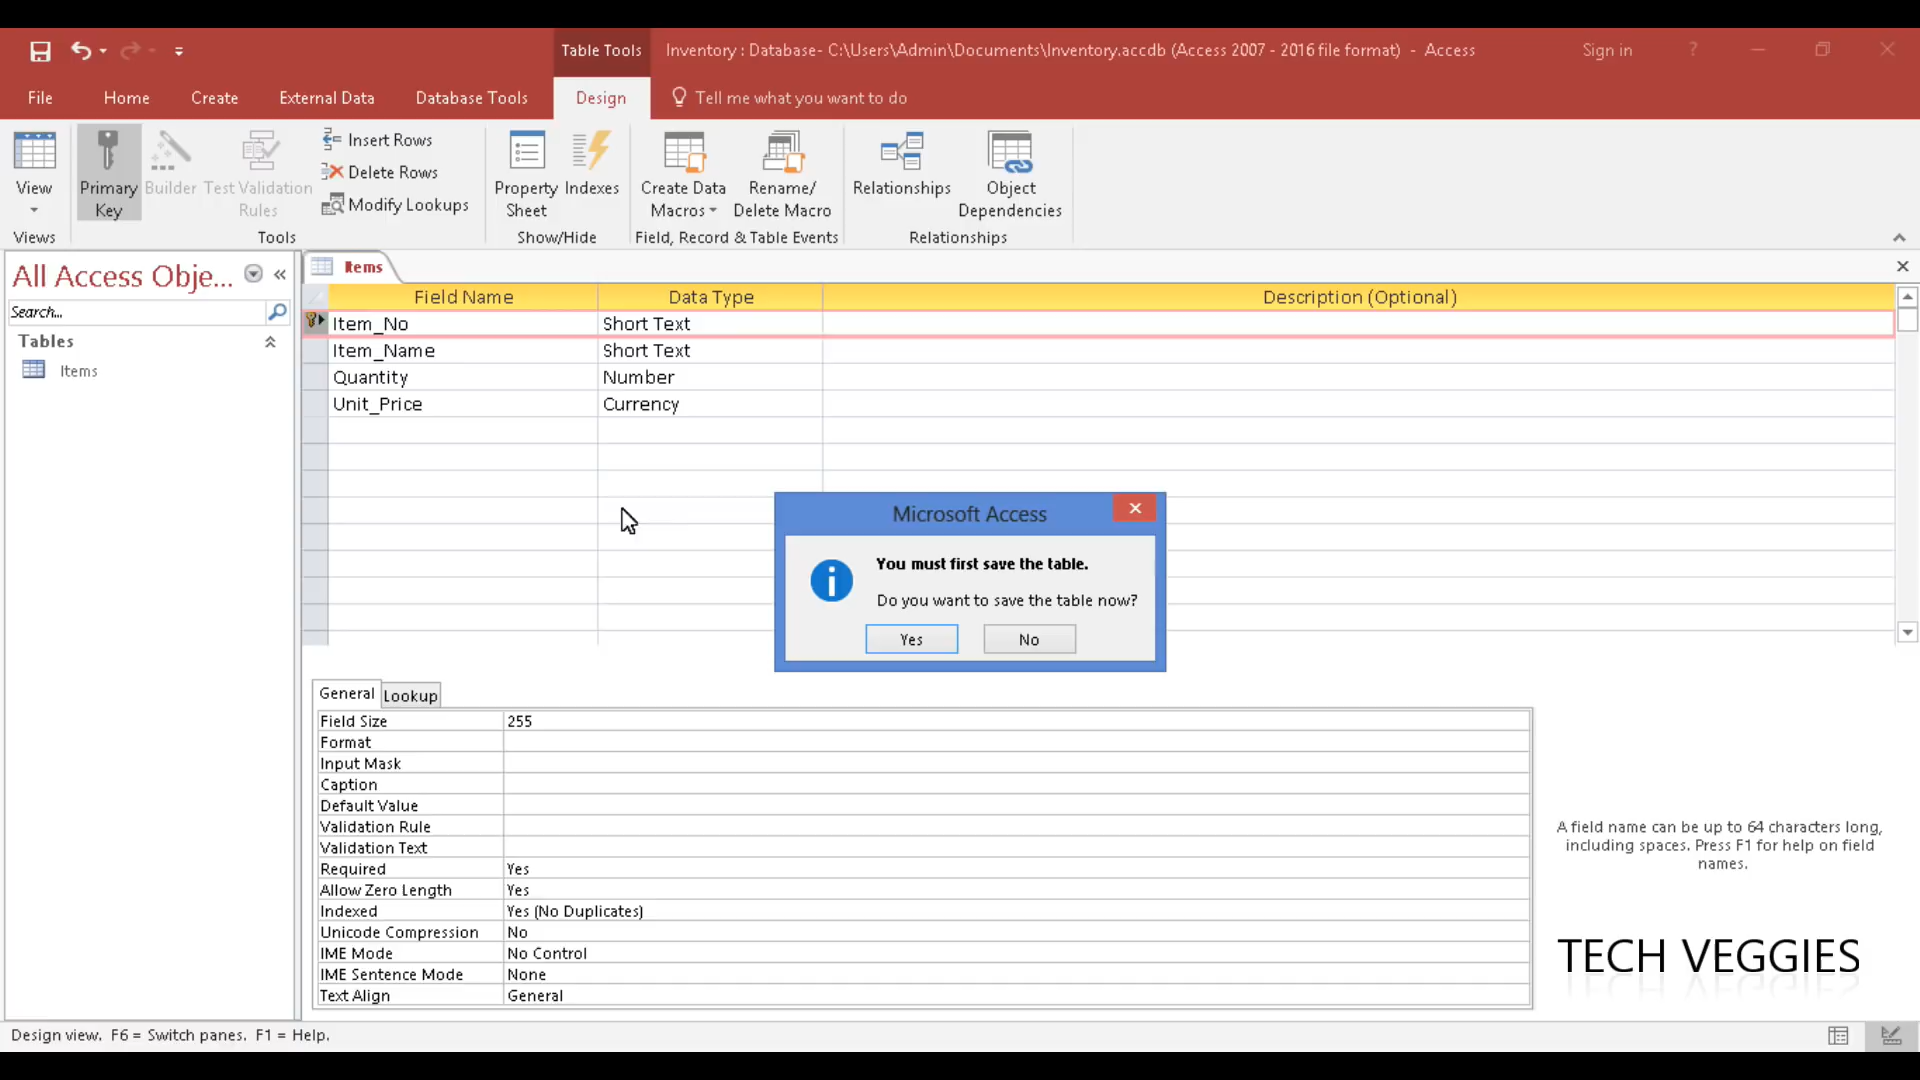 Table Tools
Inventory : Database- C:\Users\Admin\Documents\Inventory.accdb (Access 2007 - 2016 file format) - Access
Sign in
?
File
Home
Create
External Data
Database Tools
Design
Tell me what you want to do
View
Primary
Key
Builder
Test Validation
Rules
Insert Rows
Delete Rows
Modify Lookups
Property
Sheet
Indexes
Create Data
Macros
Rename/
Delete Macro
Relationships
Object
Dependencies
Views
Tools
Show/Hide
Field, Record & Table Events
Relationships
All Access Obje...
Search...
Tables
Items
Items
Field Name Data Type Description (Optional)
Item_No Short Text
Item_Name Short Text
Quantity Number
Unit_Price Currency
Microsoft Access
You must first save the table.
Do you want to save the table now?
Yes No
General Lookup
Field Size 255
Format
Input Mask
Caption
Default Value
Validation Rule
Validation Text
Required Yes
Allow Zero Length Yes
Indexed Yes (No Duplicates)
Unicode Compression No
IME Mode No Control
IME Sentence Mode None
Text Align General
A field name can be up to 64 characters long,
including spaces. Press F1 for help on field
names.
TECH VEGGIES
Design view. F6 = Switch panes. F1 = Help.